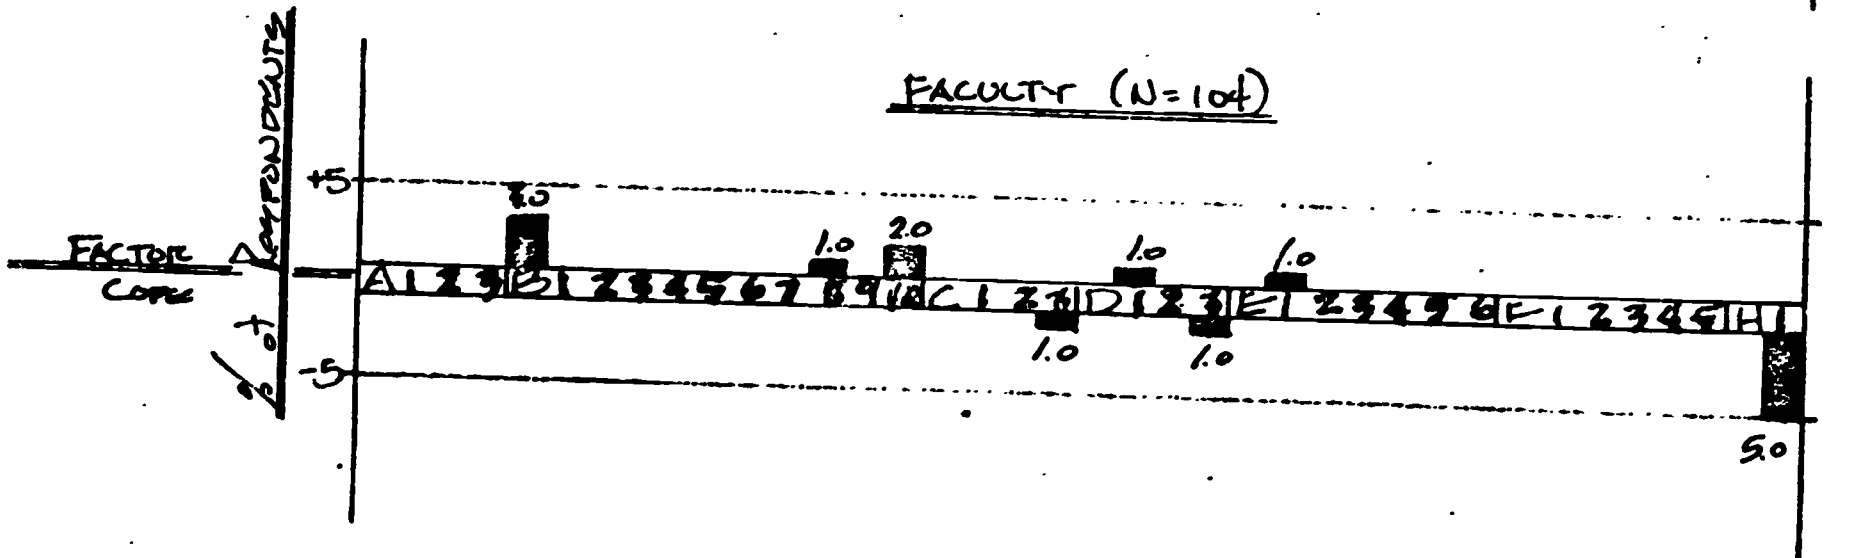 FACULTY (N=104)
+5
1.0 2.0 1.0 1.0
FACTOR
CODES
A 1 2 3 B 1 2 3 4 5 6 7 8 9 10 C 1 2 3 D 1 2 3 E 1 2 3 4 5 6 F 1 2 3 4 5 H 1
1.0 1.0
-5
5.0
% of